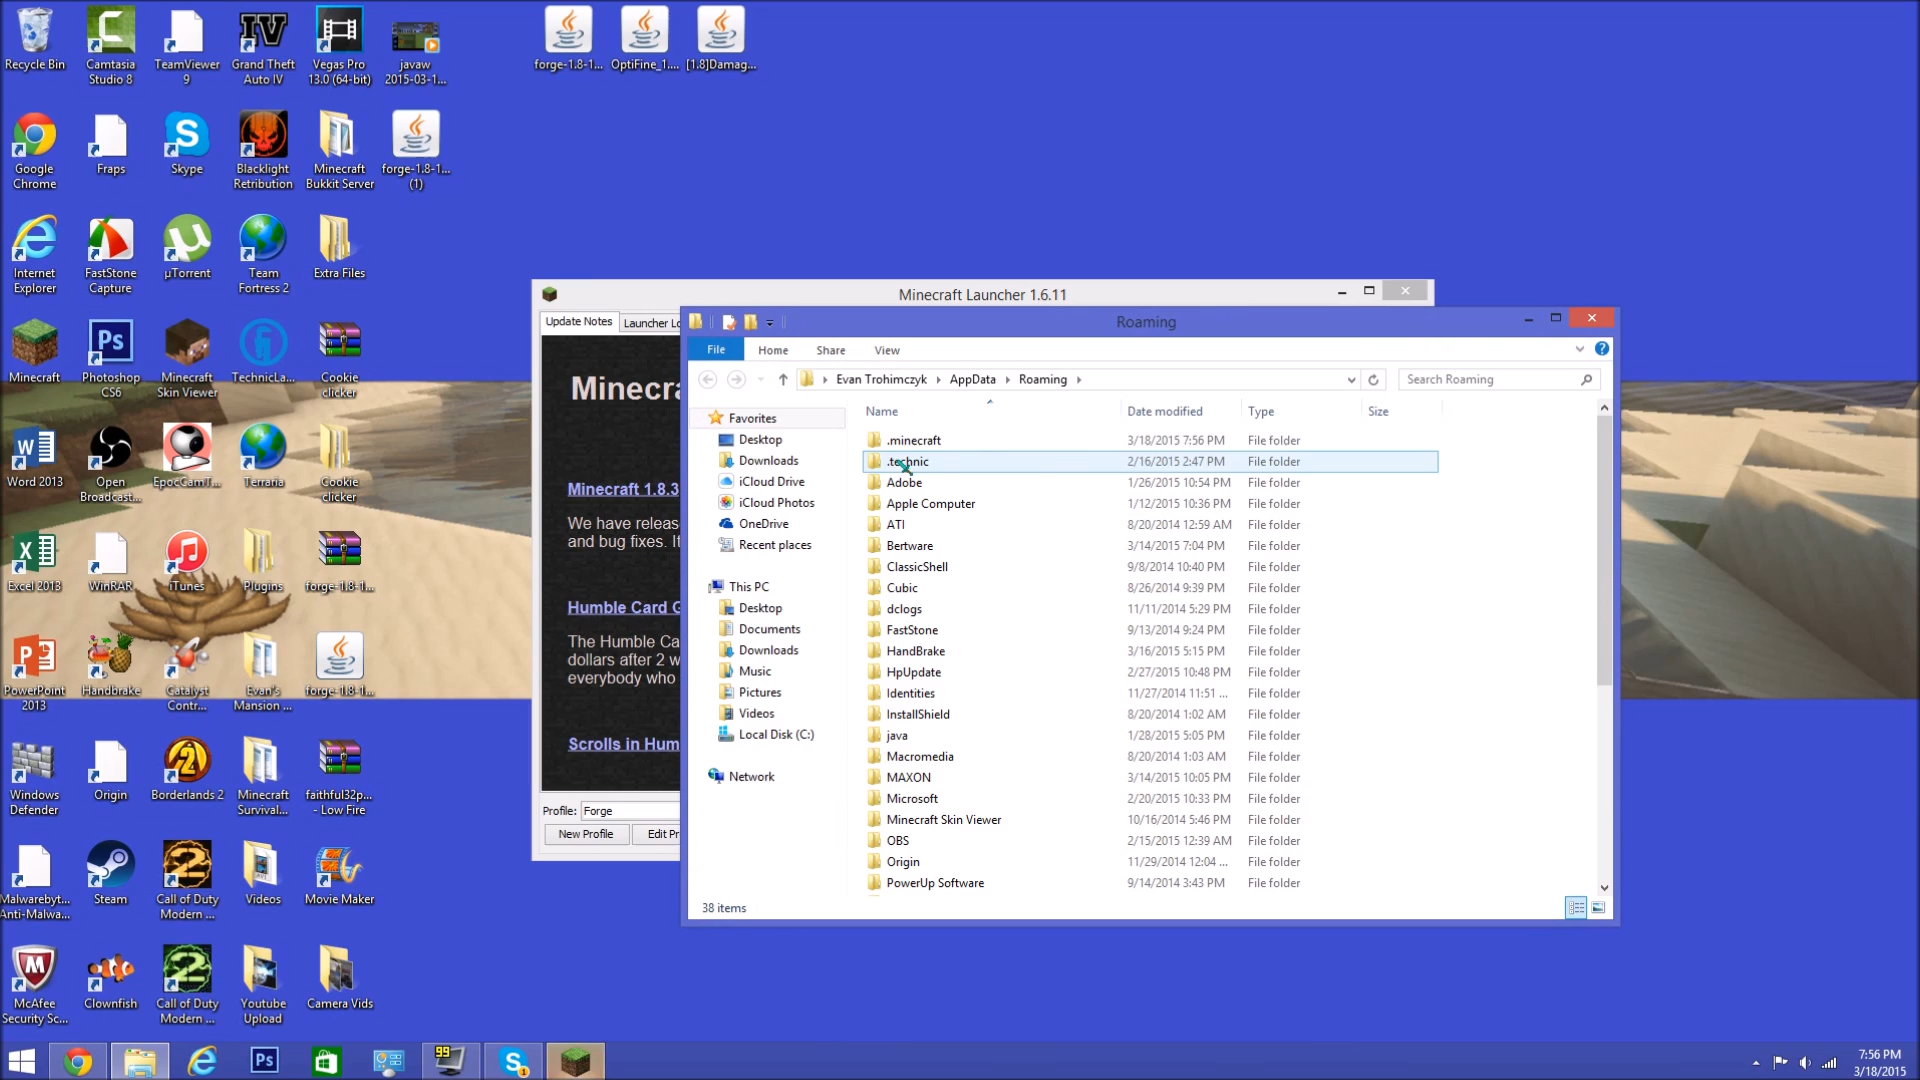 Recycle Bin
Camtasia
Studio 8
TeamViewer
9
IV
Grand Theft
Auto IV
Vegas Pro
13.0 (64-bit)
javaw
2015-03-1...
forge-1.8-1...
OptiFine_1....
[1.8]Damag...
Google
Chrome
Fraps
Skype
Blacklight
Retribution
Minecraft
Bukkit Server
forge-1.8-1...
(1)
Internet
Explorer
FastStone
Capture
µTorrent
Team
Fortress 2
Extra Files
Minecraft
Ps
Photoshop
CS6
Minecraft
Skin Viewer
TechnicLa...
Cookie
clicker
Word 2013
Open
Broadcast...
EpocCamT...
Terraria
Cookie
clicker
Excel 2013
WinRAR
iTunes
Plugins
forge-1.8-1...
PowerPoint
2013
Handbrake
Catalyst
Contr...
Evan's
Mansion ...
forge-1.8-1...
Windows
Defender
Origin
Borderlands 2
Minecraft
Survival...
faithful32p...
- Low Fire
Malwarebyt...
Anti-Malwa...
Steam
Call of Duty
Modern ...
Videos
Movie Maker
McAfee
Security Sc...
Clownfish
Call of Duty
Modern ...
Youtube
Upload
Camera Vids
Minecraft Launcher 1.6.11
Update Notes
Launcher Lo
Minecra
Minecraft 1.8.3
We have releas
and bug fixes. If
Humble Card G
The Humble Ca
dollars after 2 w
everybody who
Scrolls in Hum
Profile: Forge
New Profile
Edit Pr
Roaming
File
Home
Share
View
Evan Trohimczyk
AppData
Roaming
Search Roaming
Favorites
Desktop
Downloads
iCloud Drive
iCloud Photos
OneDrive
Recent places
This PC
Desktop
Documents
Downloads
Music
Pictures
Videos
Local Disk (C:)
Network
Name Date modified Type Size
.minecraft 3/18/2015 7:56 PM File folder
.technic 2/16/2015 2:47 PM File folder
Adobe 1/26/2015 10:54 PM File folder
Apple Computer 1/12/2015 10:36 PM File folder
ATI 8/20/2014 12:59 AM File folder
Bertware 3/14/2015 7:04 PM File folder
ClassicShell 9/8/2014 10:40 PM File folder
Cubic 8/26/2014 9:39 PM File folder
dclogs 11/11/2014 5:29 PM File folder
FastStone 9/13/2014 9:24 PM File folder
HandBrake 3/16/2015 5:15 PM File folder
HpUpdate 2/27/2015 10:48 PM File folder
Identities 11/27/2014 11:51 ... File folder
InstallShield 8/20/2014 1:02 AM File folder
java 1/28/2015 5:05 PM File folder
Macromedia 8/20/2014 1:03 AM File folder
MAXON 3/14/2015 10:05 PM File folder
Microsoft 2/20/2015 10:33 PM File folder
Minecraft Skin Viewer 10/16/2014 5:46 PM File folder
OBS 2/15/2015 12:39 AM File folder
Origin 11/29/2014 12:04 ... File folder
PowerUp Software 9/14/2014 3:43 PM File folder
38 items
Ps
99
1
7:56 PM
3/18/2015